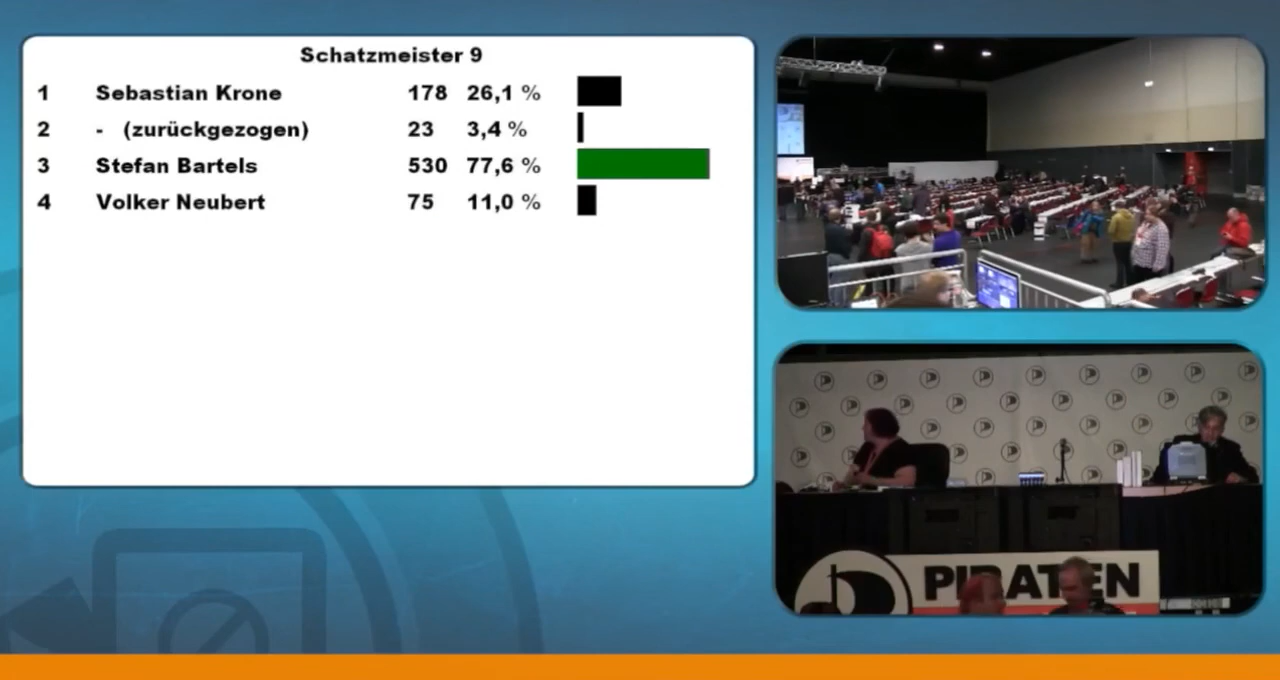 Schatzmeister 9
1 Sebastian Krone 178 26,1 %
2 - (zurückgezogen) 23 3,4 %
3 Stefan Bartels 530 77,6 %
4 Volker Neubert 75 11,0 %
PIRATEN